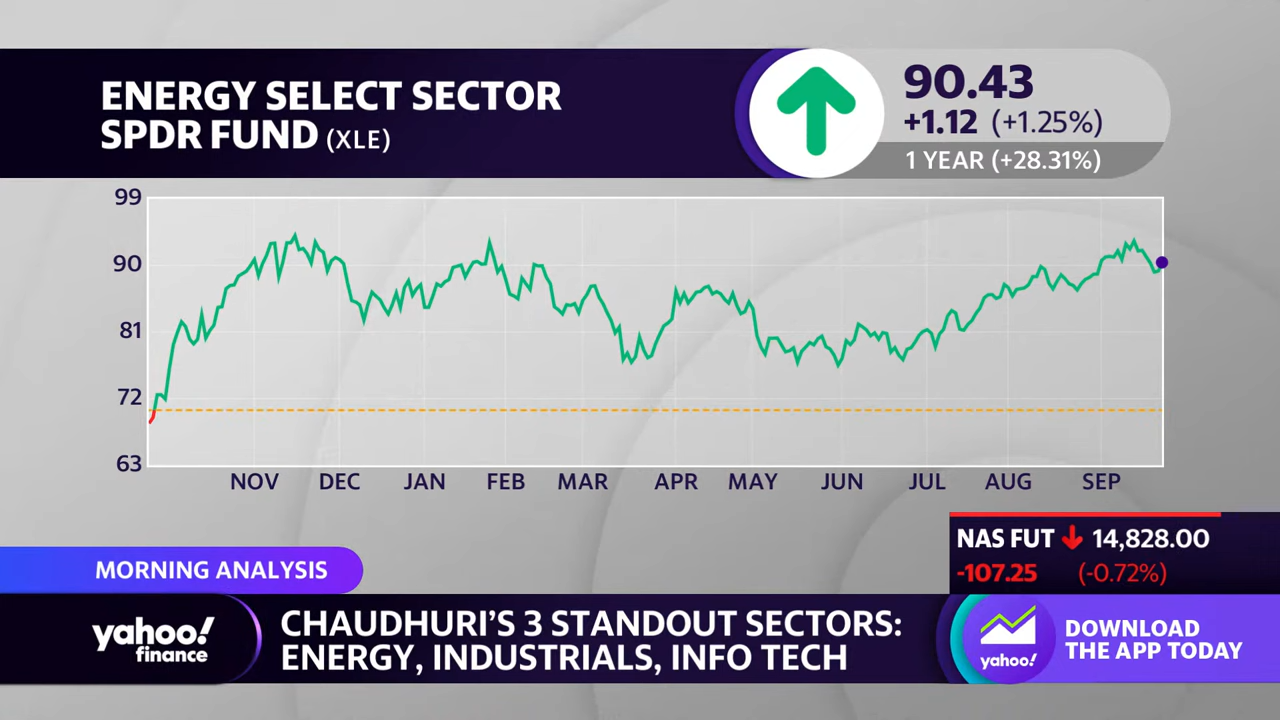 ENERGY SELECT SECTOR
SPDR FUND (XLE)
90.43
+1.12 (+1.25%)
1 YEAR (+28.31%)
99
90
81
72
63
NOV DEC JAN FEB MAR APR MAY JUN JUL AUG SEP
NAS FUT 14,828.00
-107.25 (-0.72%)
MORNING ANALYSIS
yahoo!
finance
CHAUDHURI'S 3 STANDOUT SECTORS:
ENERGY, INDUSTRIALS, INFO TECH
yahoo!
DOWNLOAD
THE APP TODAY